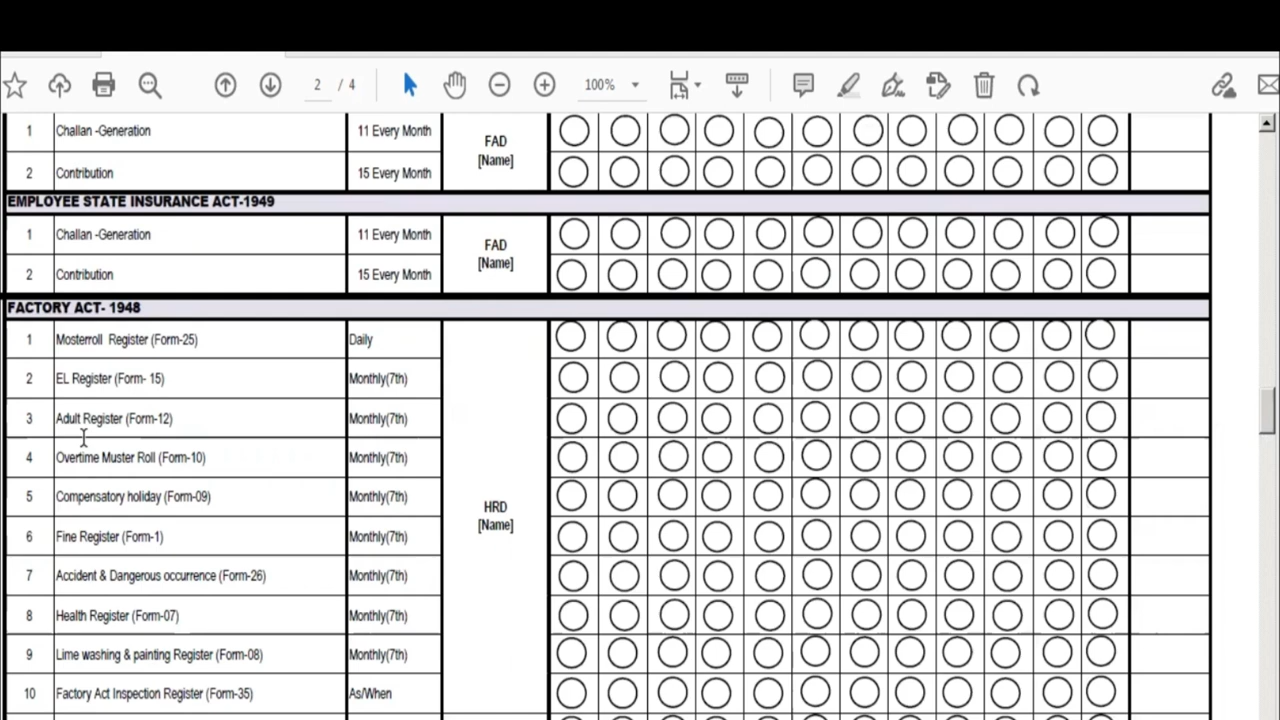 2 / 4 100%
1 Challan -Generation 11 Every Month
FAD
[Name]
2 Contribution 15 Every Month
EMPLOYEE STATE INSURANCE ACT-1949
1 Challan -Generation 11 Every Month
FAD
[Name]
2 Contribution 15 Every Month
FACTORY ACT- 1948
1 Mosterroll Register (Form-25) Daily
2 EL Register (Form- 15) Monthly(7th)
3 Adult Register (Form-12) Monthly(7th)
4 Overtime Muster Roll (Form-10) Monthly(7th)
5 Compensatory holiday (Form-09) Monthly(7th)
HRD
[Name]
6 Fine Register (Form-1) Monthly(7th)
7 Accident & Dangerous occurrence (Form-26) Monthly(7th)
8 Health Register (Form-07) Monthly(7th)
9 Lime washing & painting Register (Form-08) Monthly(7th)
10 Factory Act Inspection Register (Form-35) As/When